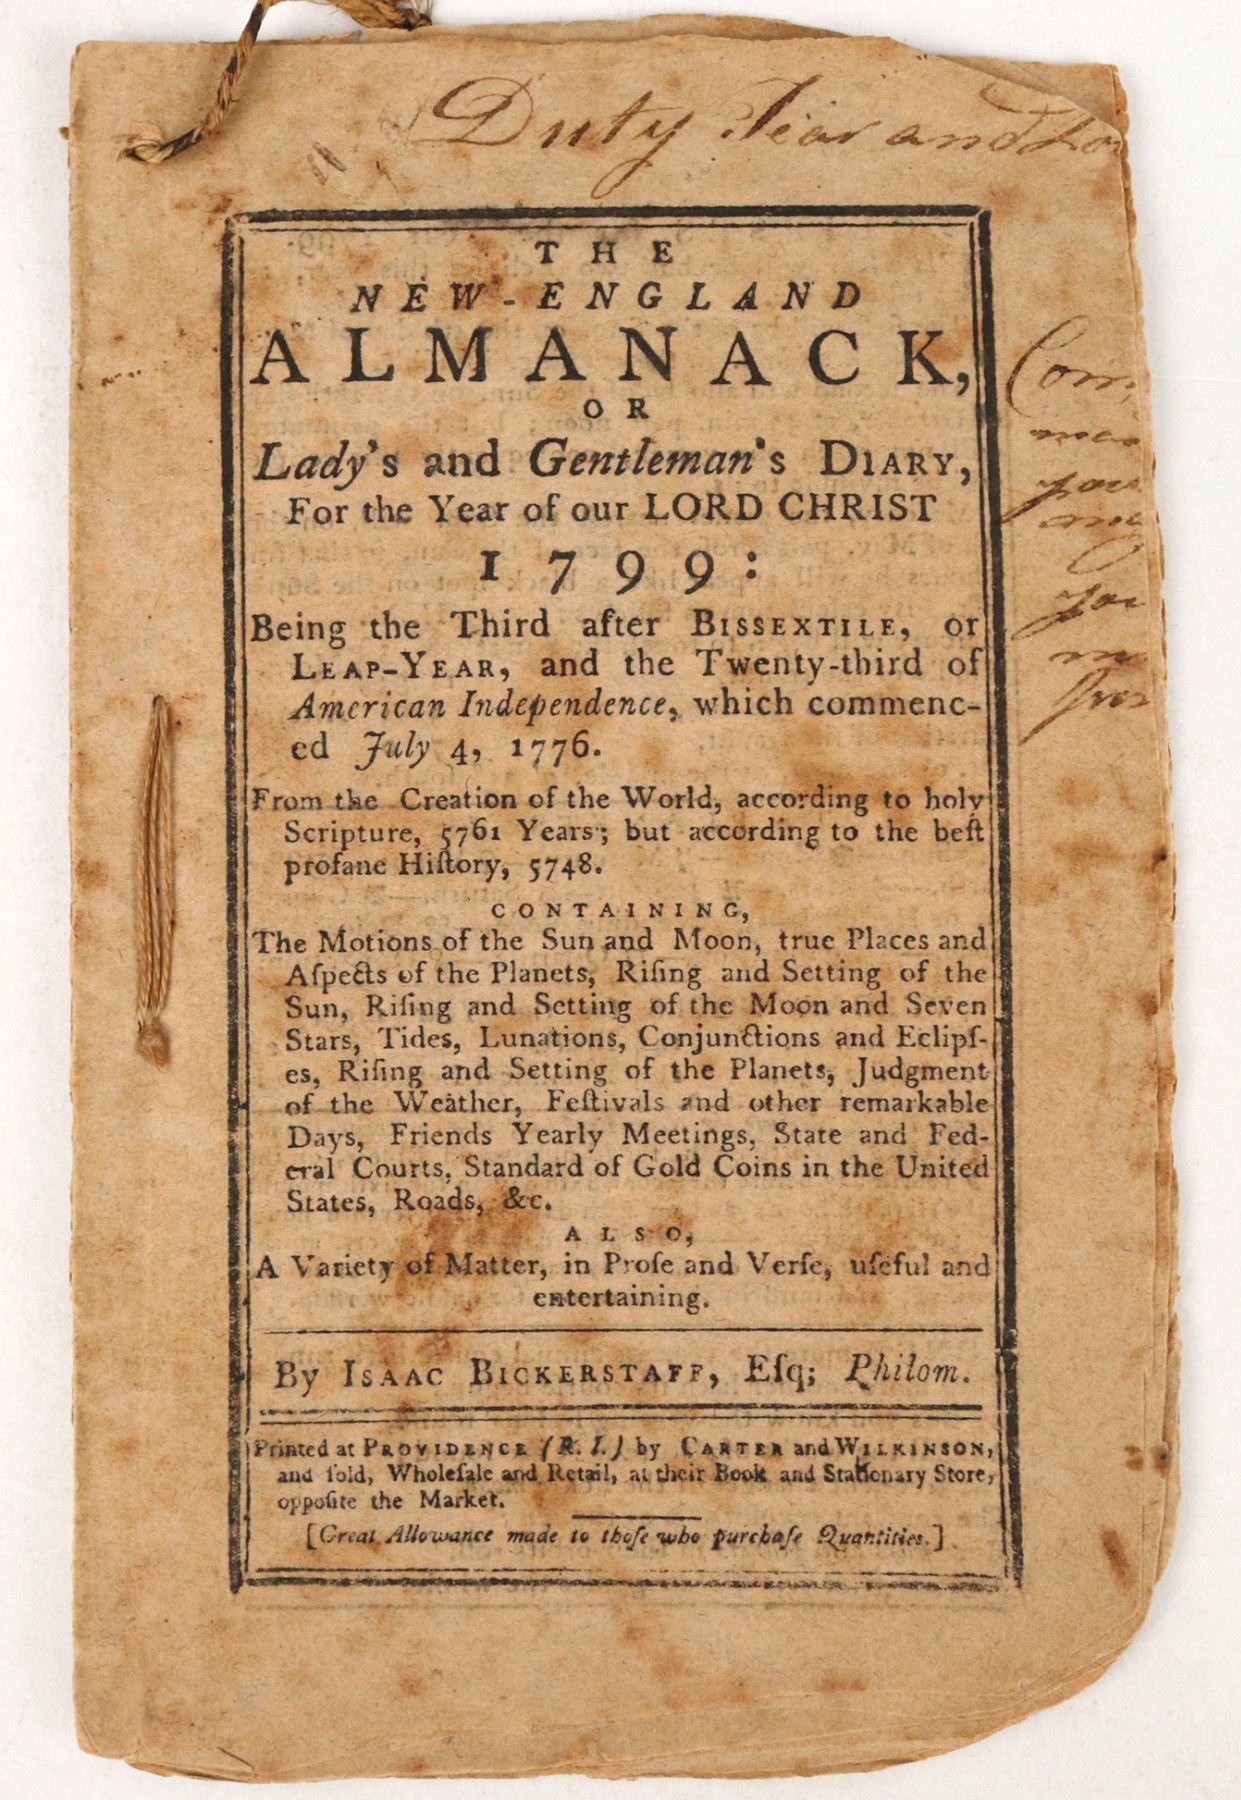 Duty Fear and
THE
NEW-ENGLAND
ALMANACK,
OR
Lady's and Gentleman's DIARY,
For the Year of our LORD CHRIST
1799:
Being the Third after BISSEXTILE, or
LEAP-YEAR, and the Twenty-third of
American Independence, which commenc-
ed July 4, 1776.
From the Creation of the World, according to holy
Scripture, 5761 Years; but according to the beſt
profane Hiſtory, 5748.
CONTAINING,
The Motions of the Sun and Moon, true Places and
Aſpects of the Planets, Riſing and Setting of the
Sun, Riſing and Setting of the Moon and Seven
Stars, Tides, Lunations, Conjunctions and Eclipſ-
es, Riſing and Setting of the Planets, Judgment
of the Weather, Feſtivals and other remarkable
Days, Friends Yearly Meetings, State and Fed-
eral Courts, Standard of Gold Coins in the United
States, Roads, &c.
ALSO,
A Variety of Matter, in Proſe and Verſe, uſeful and
entertaining.
By ISAAC BICKERSTAFF, Eſq; Philom.
Printed at PROVIDENCE (R. I.) by CARTER and WILKINSON,
and ſold, Wholeſale and Retail, at their Book and Stationary Store,
oppoſite the Market.
[Great Allowance made to thoſe who purchaſe Quantities.]
Com
you
you